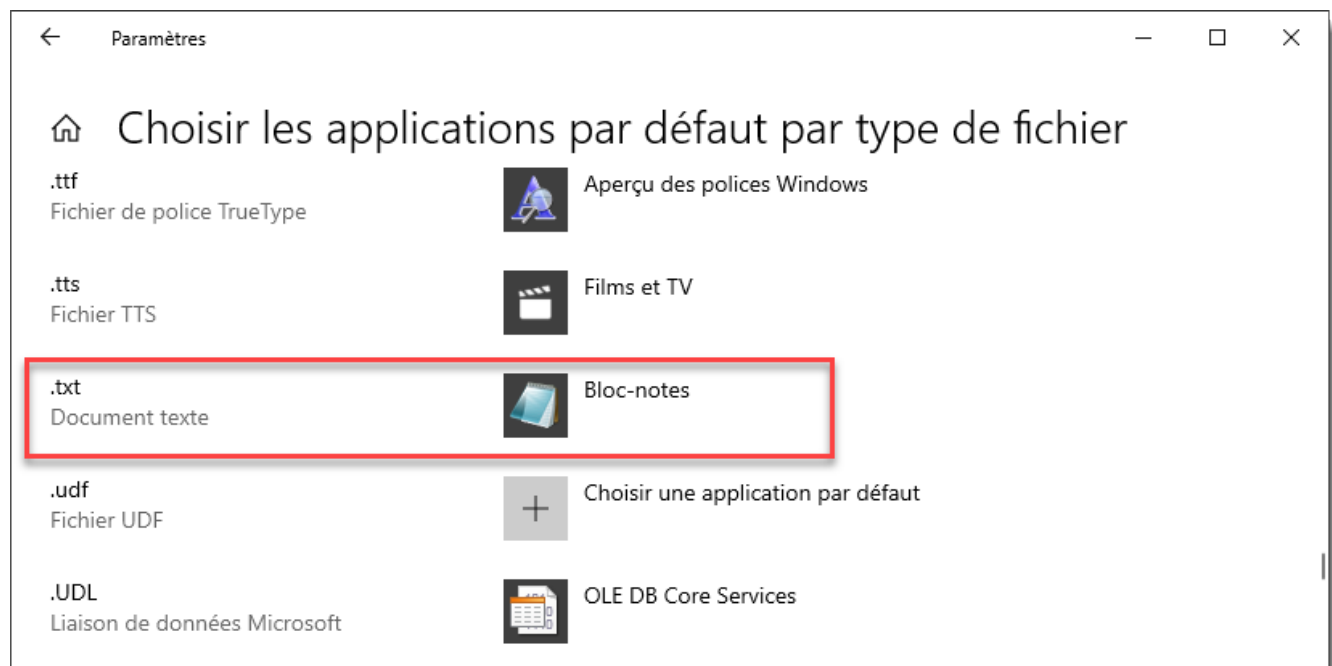 Paramètres
Choisir les applications par défaut par type de fichier
.ttf
Fichier de police TrueType
Aperçu des polices Windows
.tts
Fichier TTS
Films et TV
.txt
Document texte
Bloc-notes
.udf
Fichier UDF
Choisir une application par défaut
.UDL
Liaison de données Microsoft
OLE DB Core Services